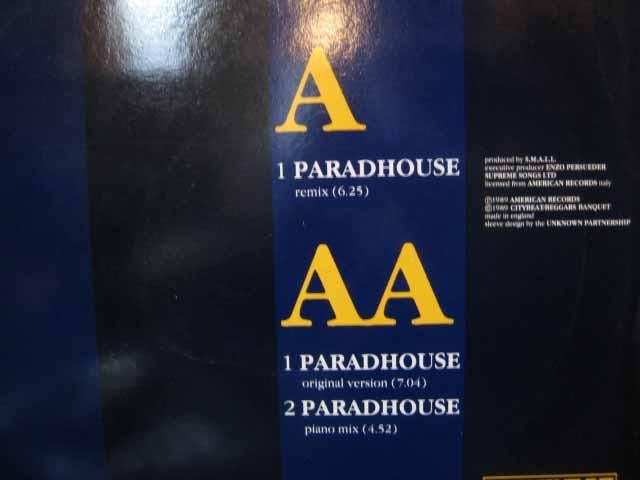 A
1 PARADHOUSE
remix (6.25)
AA
1 PARADHOUSE
original version (7.04)
2 PARADHOUSE
piano mix (4.52)
produced by S.M.A.L.L.
executive producer ENZO PERSUEDER
SUPREME SONGS LTD
licensed from AMERICAN RECORDS italy
℗1989 AMERICAN RECORDS
©1989 CITYBEAT/BEGGARS BANQUET
made in england
sleeve design by the UNKNOWN PARTNERSHIP